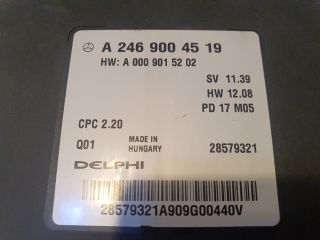 A 246 900 45 19
HW: A 000 901 52 02
SV 11.39
HW 12.08
PD 17 M05
CPC 2.20
Q01 MADE IN HUNGARY 28579321
DELPHI
28579321A909G00440V